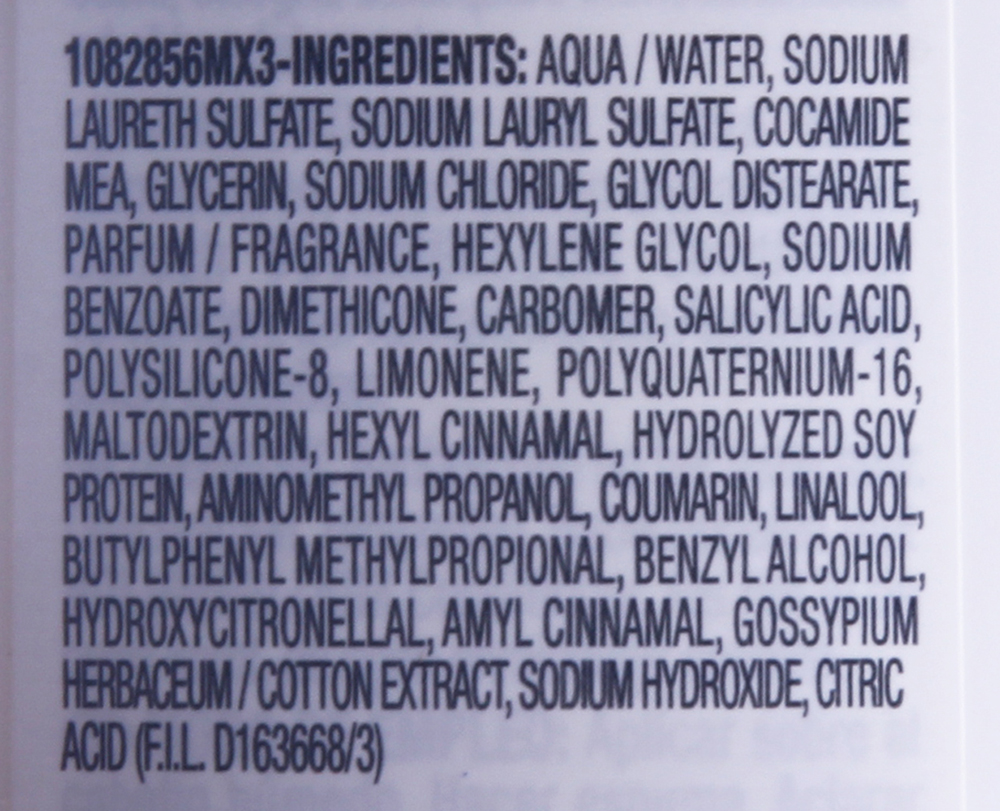 1082856MX3-INGREDIENTS: AQUA / WATER, SODIUM
LAURETH SULFATE, SODIUM LAURYL SULFATE, COCAMIDE
MEA, GLYCERIN, SODIUM CHLORIDE, GLYCOL DISTEARATE,
PARFUM / FRAGRANCE, HEXYLENE GLYCOL, SODIUM
BENZOATE, DIMETHICONE, CARBOMER, SALICYLIC ACID,
POLYSILICONE-8, LIMONENE, POLYQUATERNIUM-16,
MALTODEXTRIN, HEXYL CINNAMAL, HYDROLYZED SOY
PROTEIN, AMINOMETHYL PROPANOL, COUMARIN, LINALOOL,
BUTYLPHENYL METHYLPROPIONAL, BENZYL ALCOHOL,
HYDROXYCITRONELLAL, AMYL CINNAMAL, GOSSYPIUM
HERBACEUM / COTTON EXTRACT, SODIUM HYDROXIDE, CITRIC
ACID (F.I.L. D163668/3)